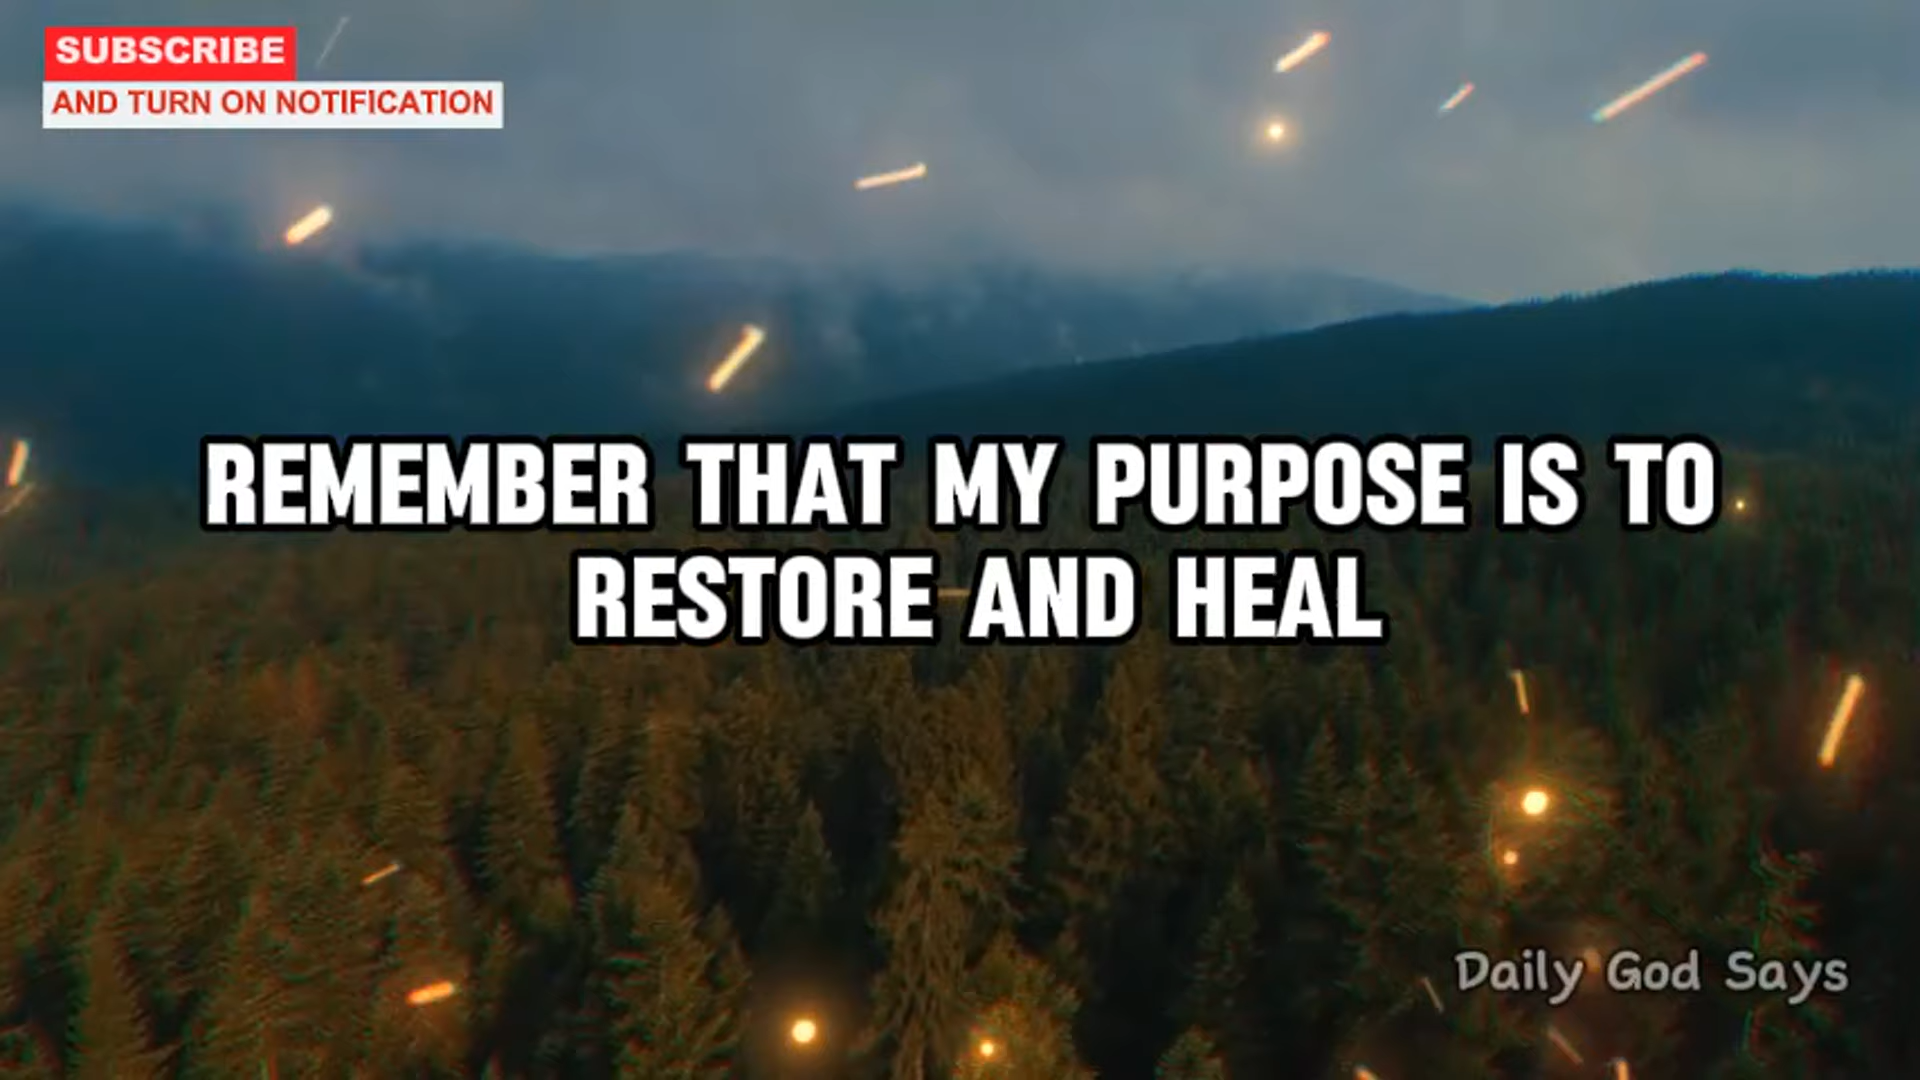 SUBSCRIBE
AND TURN ON NOTIFICATION
REMEMBER THAT MY PURPOSE IS TO
RESTORE AND HEAL
Daily God Says